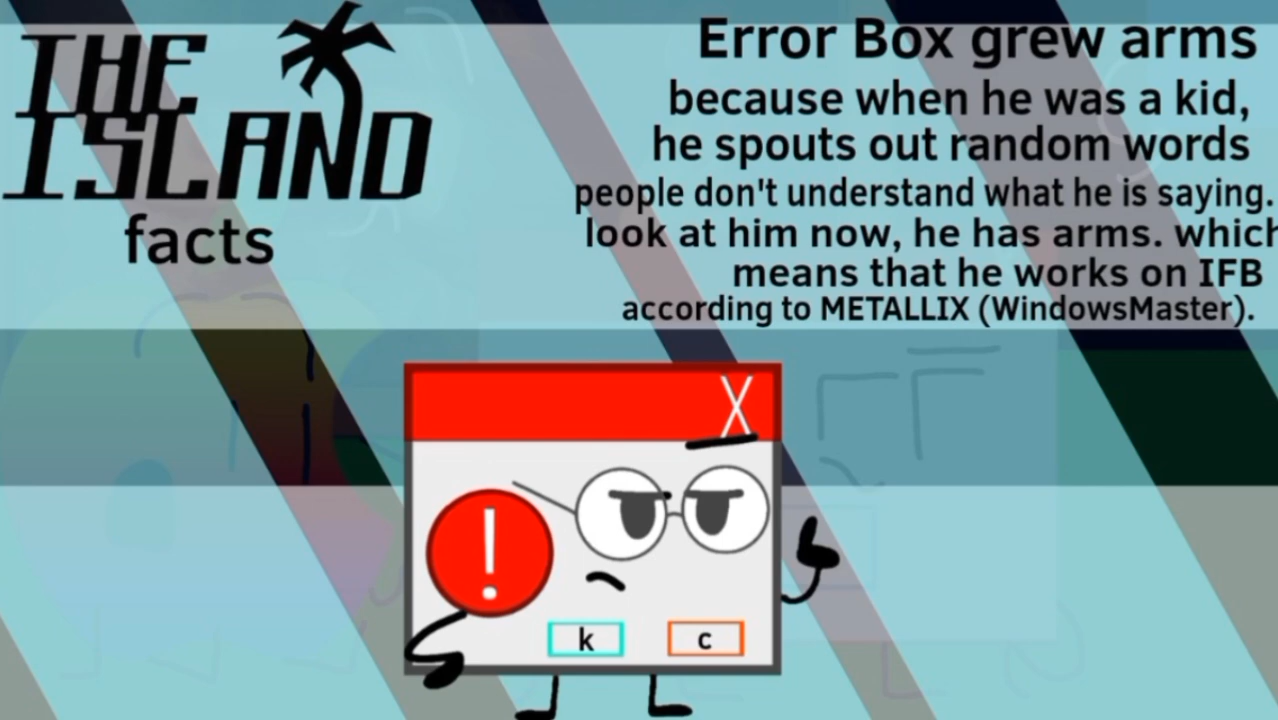 THE
ISLAND
facts
Error Box grew arms
because when he was a kid,
he spouts out random words
people don't understand what he is saying.
look at him now, he has arms. which
means that he works on IFB
according to METALLIX (WindowsMaster).
X
!
k
c